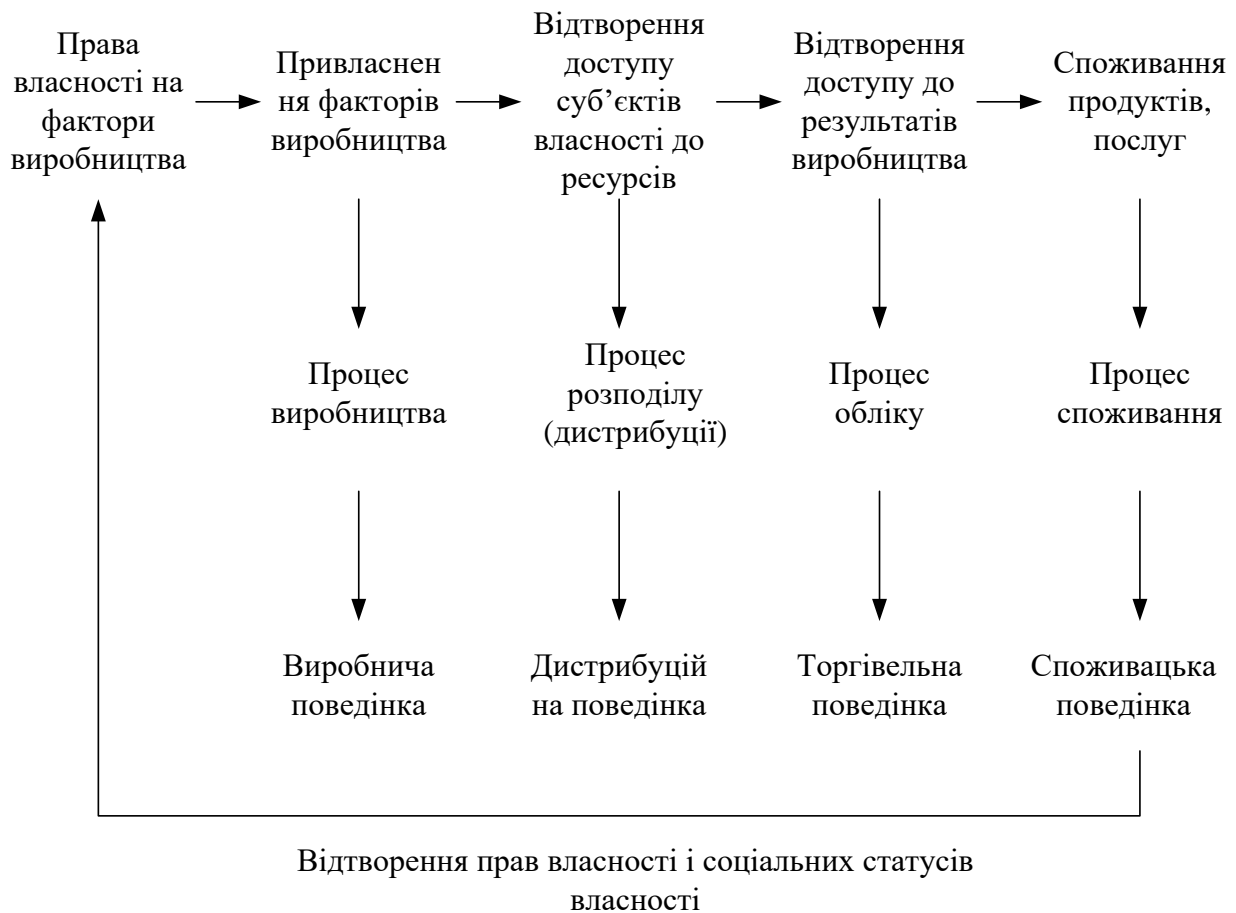 Права
власності на
фактори
виробництва
Привласнен
ня факторів
виробництва
Відтворення
доступу
суб’єктів
власності до
ресурсів
Відтворення
доступу до
результатів
виробництва
Споживання
продуктів,
послуг
Процес
виробництва
Процес
розподілу
(дистрибуції)
Процес
обліку
Процес
споживання
Виробнича
поведінка
Дистрибуцій
на поведінка
Торгівельна
поведінка
Споживацька
поведінка
Відтворення прав власності і соціальних статусів
власності